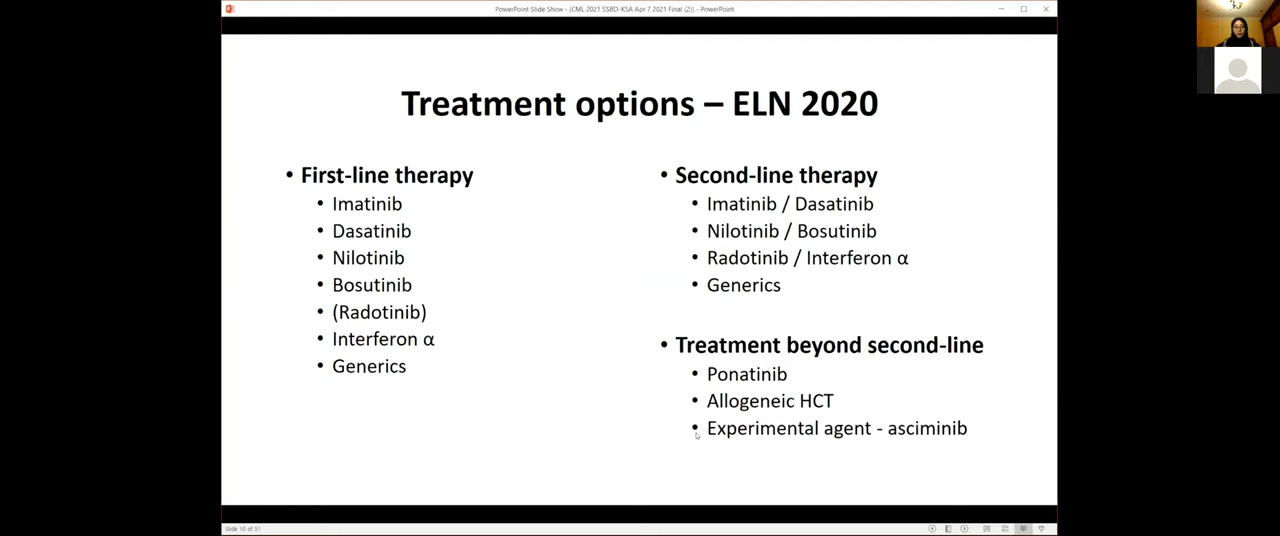 PowerPoint Slide Show - [CML 2021 SSBD-KSA Apr 7 2021 Final (2)] - PowerPoint
Treatment options – ELN 2020
• First-line therapy
• Imatinib
• Dasatinib
• Nilotinib
• Bosutinib
• (Radotinib)
• Interferon α
• Generics
• Second-line therapy
• Imatinib / Dasatinib
• Nilotinib / Bosutinib
• Radotinib / Interferon α
• Generics
• Treatment beyond second-line
• Ponatinib
• Allogeneic HCT
• Experimental agent - asciminib
Slide 10 of 51